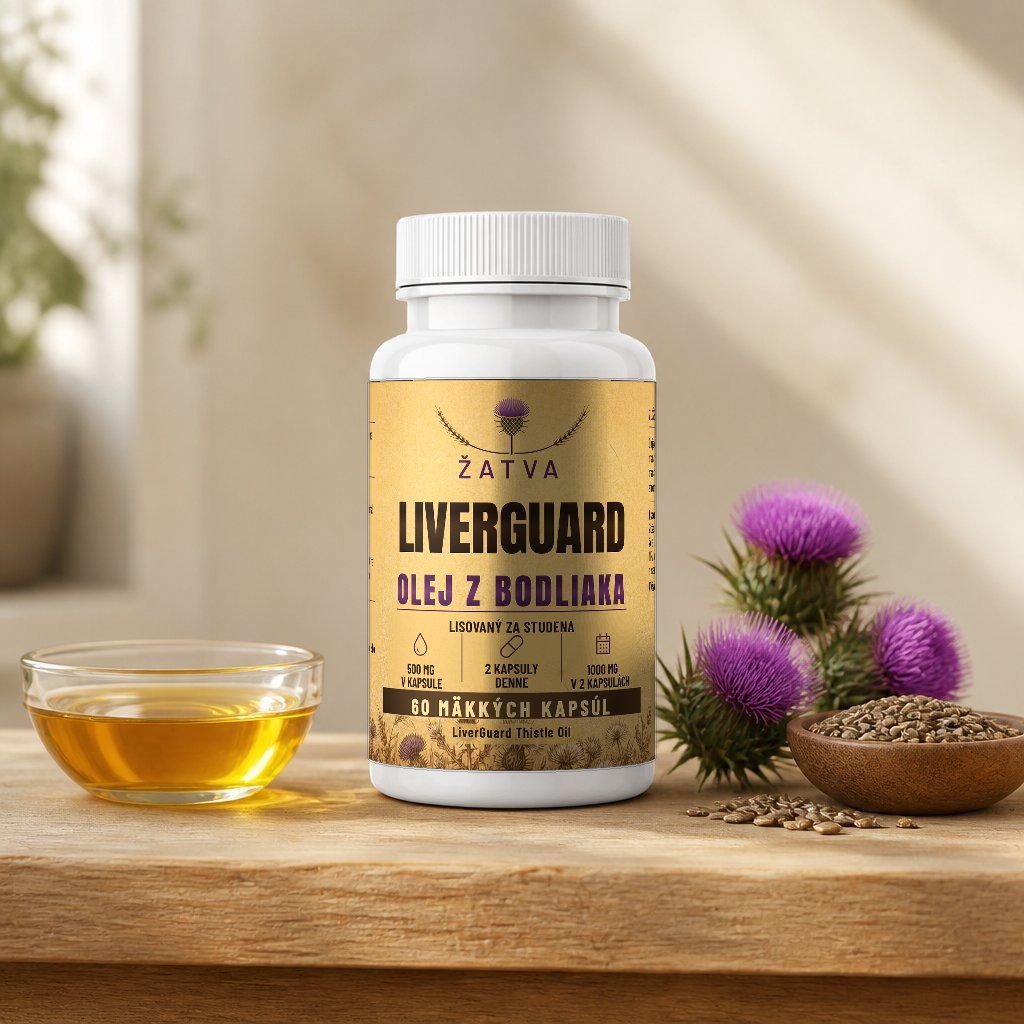 ŽATVA
LIVERGUARD
OLEJ Z BODLIAKA
LISOVANÝ ZA STUDENA
500 MG
V KAPSULE
2 KAPSULY
DENNE
1000 MG
V 2 KAPSULÁCH
60 MÄKKÝCH KAPSÚL
LiverGuard Thistle Oil